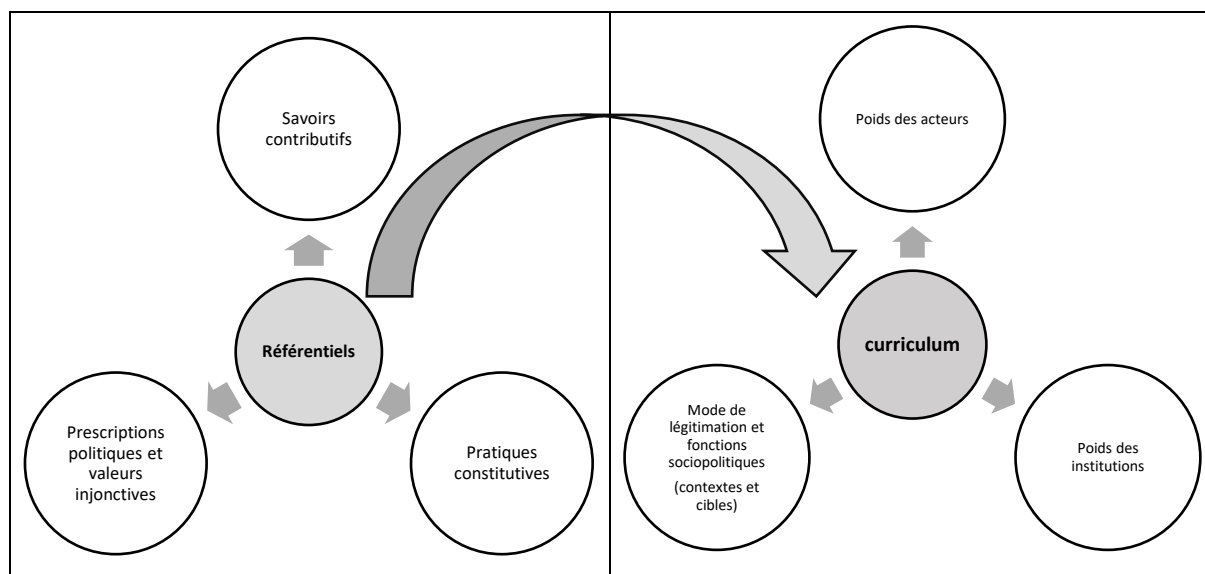 Savoirs
contributifs
Référentiels
Prescriptions
politiques et
valeurs
injonctives
Pratiques
constitutives
Poids des acteurs
curriculum
Mode de
légitimation et
fonctions
sociopolitiques
(contextes et
cibles)
Poids des
institutions